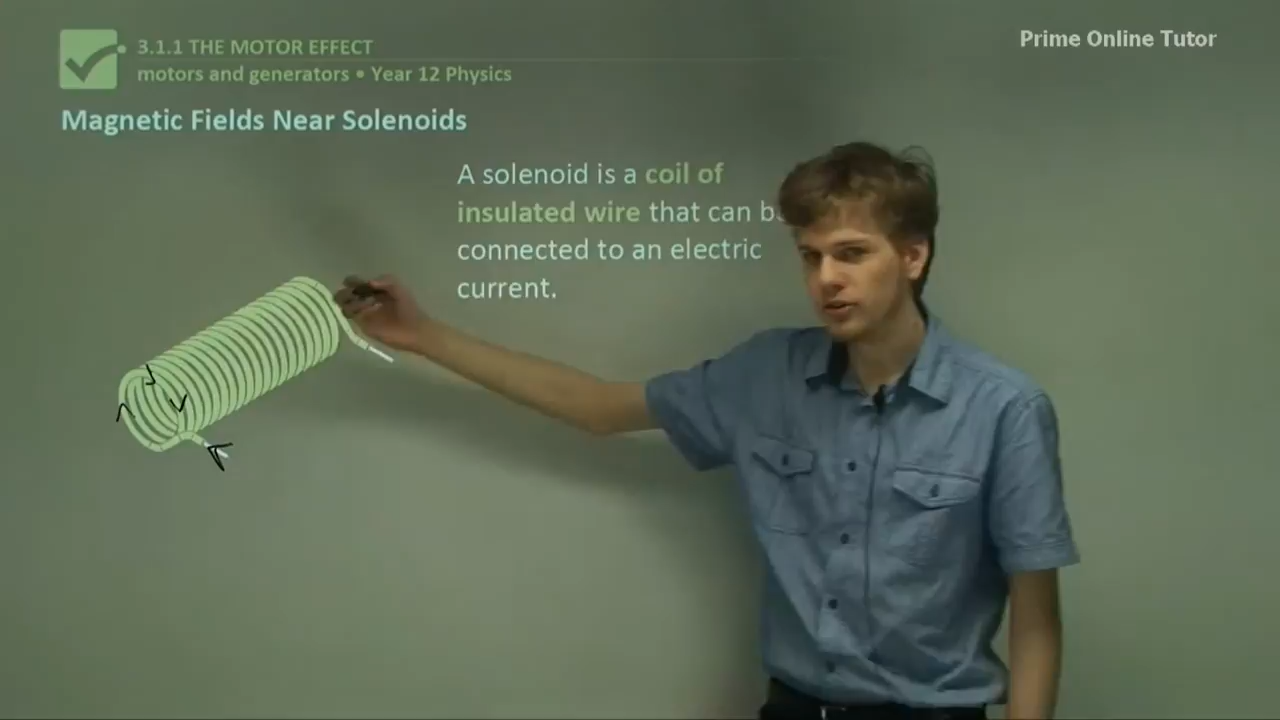 Prime Online Tutor
3.1.1 THE MOTOR EFFECT
motors and generators • Year 12 Physics
Magnetic Fields Near Solenoids
A solenoid is a coil of
insulated wire that can
connected to an electric
current.